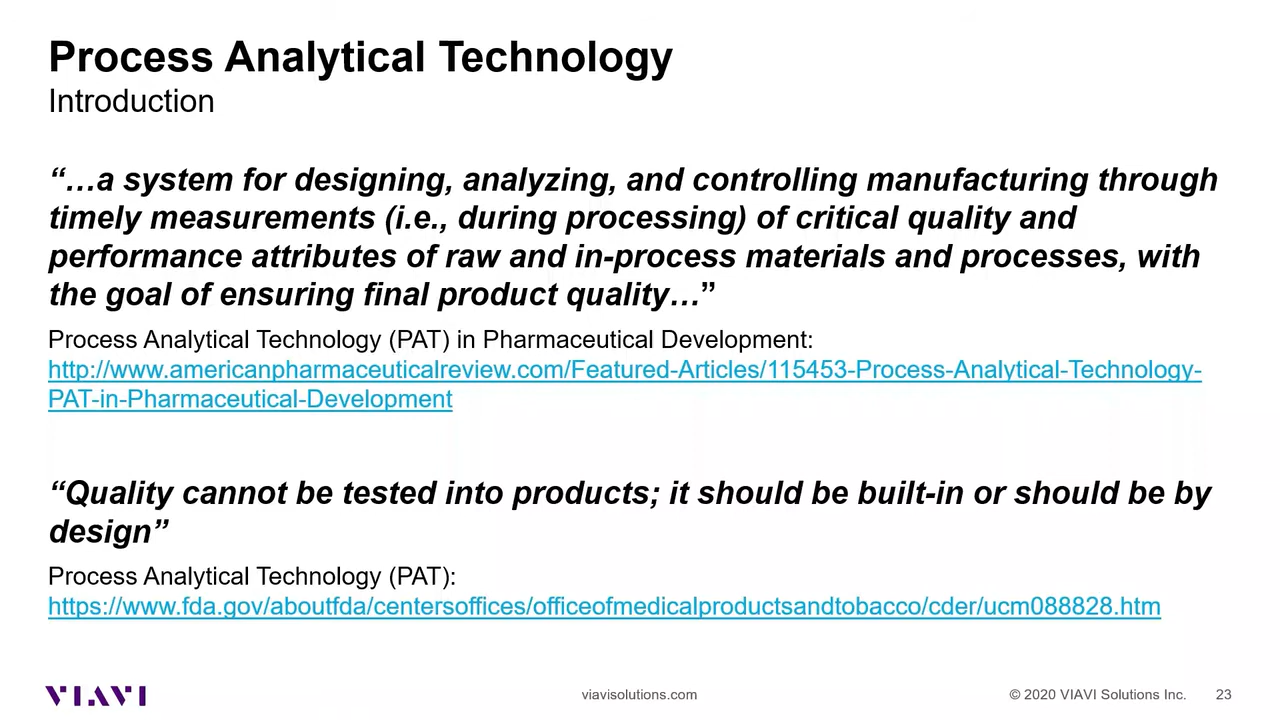 Process Analytical Technology
Introduction
“…a system for designing, analyzing, and controlling manufacturing through
timely measurements (i.e., during processing) of critical quality and
performance attributes of raw and in-process materials and processes, with
the goal of ensuring final product quality…”
Process Analytical Technology (PAT) in Pharmaceutical Development:
http://www.americanpharmaceuticalreview.com/Featured-Articles/115453-Process-Analytical-Technology-
PAT-in-Pharmaceutical-Development
“Quality cannot be tested into products; it should be built-in or should be by
design”
Process Analytical Technology (PAT):
https://www.fda.gov/aboutfda/centersoffices/officeofmedicalproductsandtobacco/cder/ucm088828.htm
VIAVI viavisolutions.com © 2020 VIAVI Solutions Inc. 23